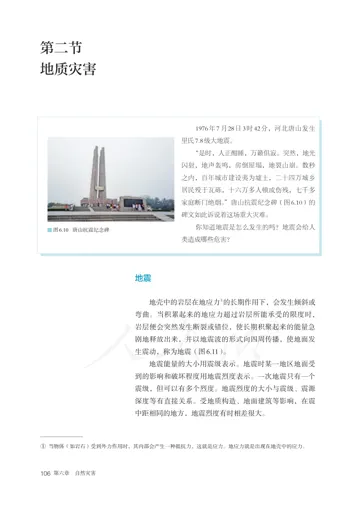 第二节
地质灾害
1976年7月28日3时42分，河北唐山发生
里氏7.8级大地震。
“是时，人正酣睡，万籁俱寂。突然，地光
闪射，地声轰鸣，房倒屋塌，地裂山崩。数秒
之内，百年城市建设夷为墟土，二十四万城乡
居民殁于瓦砾，十六万多人顿成伤残，七千多
家庭断门绝烟。”唐山抗震纪念碑（图6.10）的
碑文如此诉说着这场重大灾难。
你知道地震是怎么发生的吗？地震会给人
类造成哪些危害？
图6.10 唐山抗震纪念碑
地震
地壳中的岩层在地应力①的长期作用下，会发生倾斜或
弯曲。当积累起来的地应力超过岩层所能承受的限度时，
岩层便会突然发生断裂或错位，使长期积聚起来的能量急
剧地释放出来，并以地震波的形式向四周传播，使地面发
生震动，称为地震（图6.11）。
地震能量的大小用震级表示。地震时某一地区地面受
到的影响和破坏程度用地震烈度表示。一次地震只有一个
震级，但可以有多个烈度。地震烈度的大小与震级、震源
深度等有直接关系。受地质构造、地面建筑等影响，在震
中距相同的地方，地震烈度有时相差很大。
① 当物体（如岩石）受到外力作用时，其内部会产生一种抵抗力，这就是应力。地应力就是出现在地壳中的应力。
106 第六章 自然灾害